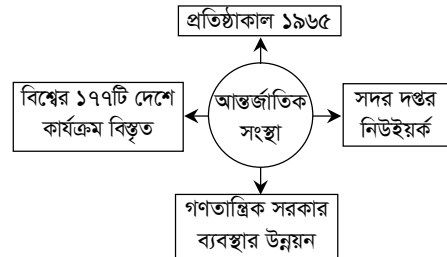 প্রতিষ্ঠাকাল ১৯৬৫
বিশ্বের ১৭৭টি দেশে
কার্যক্রম বিস্তৃত
আন্তর্জাতিক
সংস্থা
সদর দপ্তর
নিউইয়র্ক
গণতান্ত্রিক সরকার
ব্যবস্থার উন্নয়ন